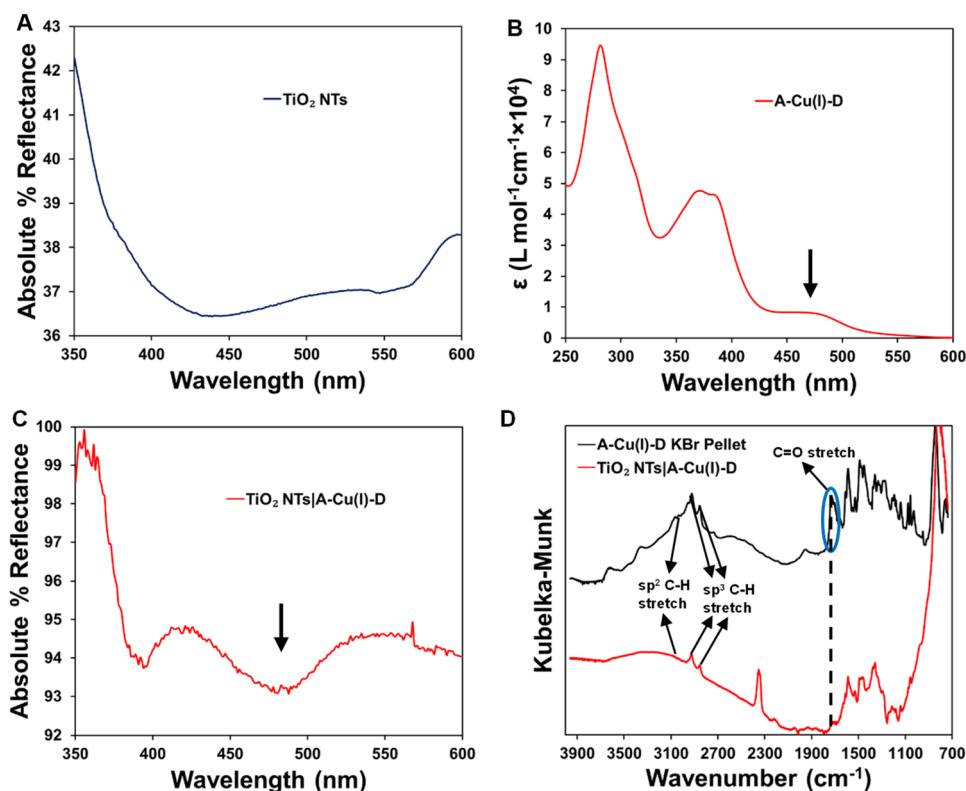 A
Absolute % Reflectance
43
42
41
40
39
38
37
36
TiO₂ NTs
350 400 450 500 550 600
Wavelength (nm)
B
ε (L mol⁻¹cm⁻¹×10⁴)
10
9
8
7
6
5
4
3
2
1
0
A-Cu(I)-D
250 300 350 400 450 500 550 600
Wavelength (nm)
C
Absolute % Reflectance
100
99
98
97
96
95
94
93
92
TiO₂ NTs|A-Cu(I)-D
350 400 450 500 550 600
Wavelength (nm)
D
Kubelka-Munk
A-Cu(I)-D KBr Pellet
TiO₂ NTs|A-Cu(I)-D
C=O stretch
sp² C-H
stretch
sp³ C-H
stretch
3900 3500 3100 2700 2300 1900 1500 1100 700
Wavenumber (cm⁻¹)